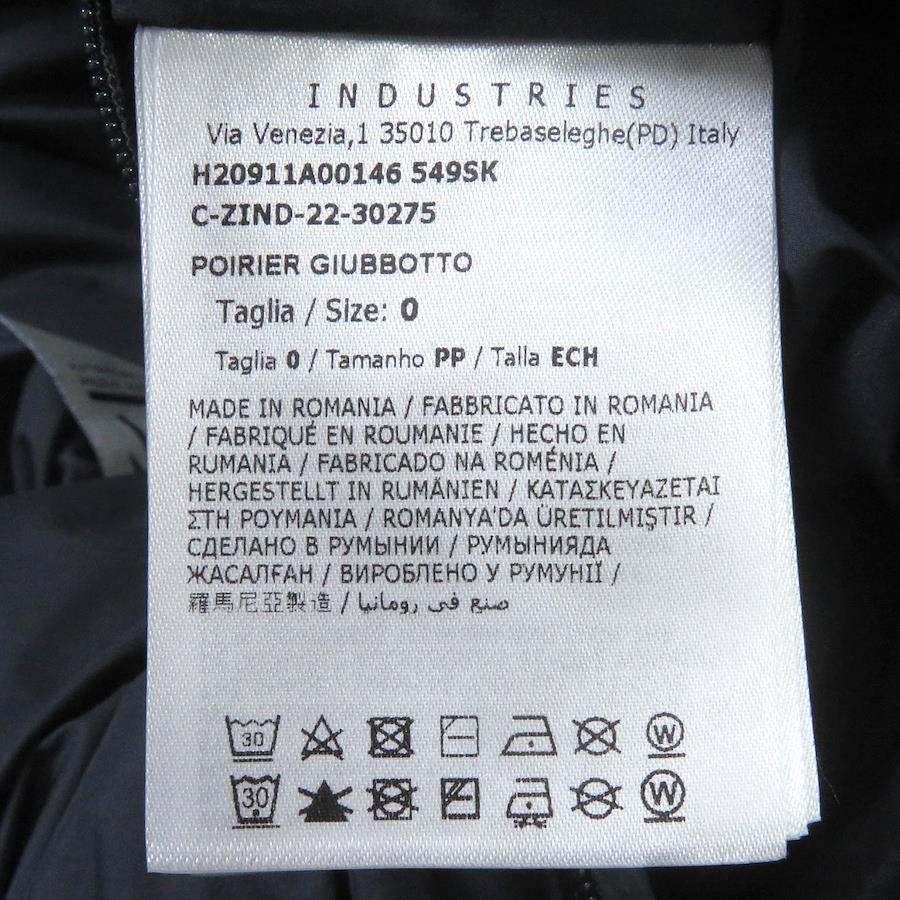 INDUSTRIES
Via Venezia,1 35010 Trebaseleghe(PD) Italy
H20911A00146 549SK
C-ZIND-22-30275
POIRIER GIUBBOTTO
Taglia / Size: 0
Taglia 0 / Tamanho PP / Talla ECH
MADE IN ROMANIA / FABBRICATO IN ROMANIA
/ FABRIQUÉ EN ROUMANIE / HECHO EN
RUMANIA / FABRICADO NA ROMÉNIA /
HERGESTELLT IN RUMÄNIEN / ΚΑΤΑΣΚΕΥΑΖΕΤΑΙ
ΣΤΗ ΡΟΥΜΑΝΙΑ / ROMANYA'DA ÜRETILMIŞTIR /
СДЕЛАНО В РУМЫНИИ / РУМЫНИЯДА
ЖАСАЛҒАН / ВИРОБЛЕНО У РУМУНІЇ /
羅馬尼亞製造 / صنع في رومانيا
30 W
30 W